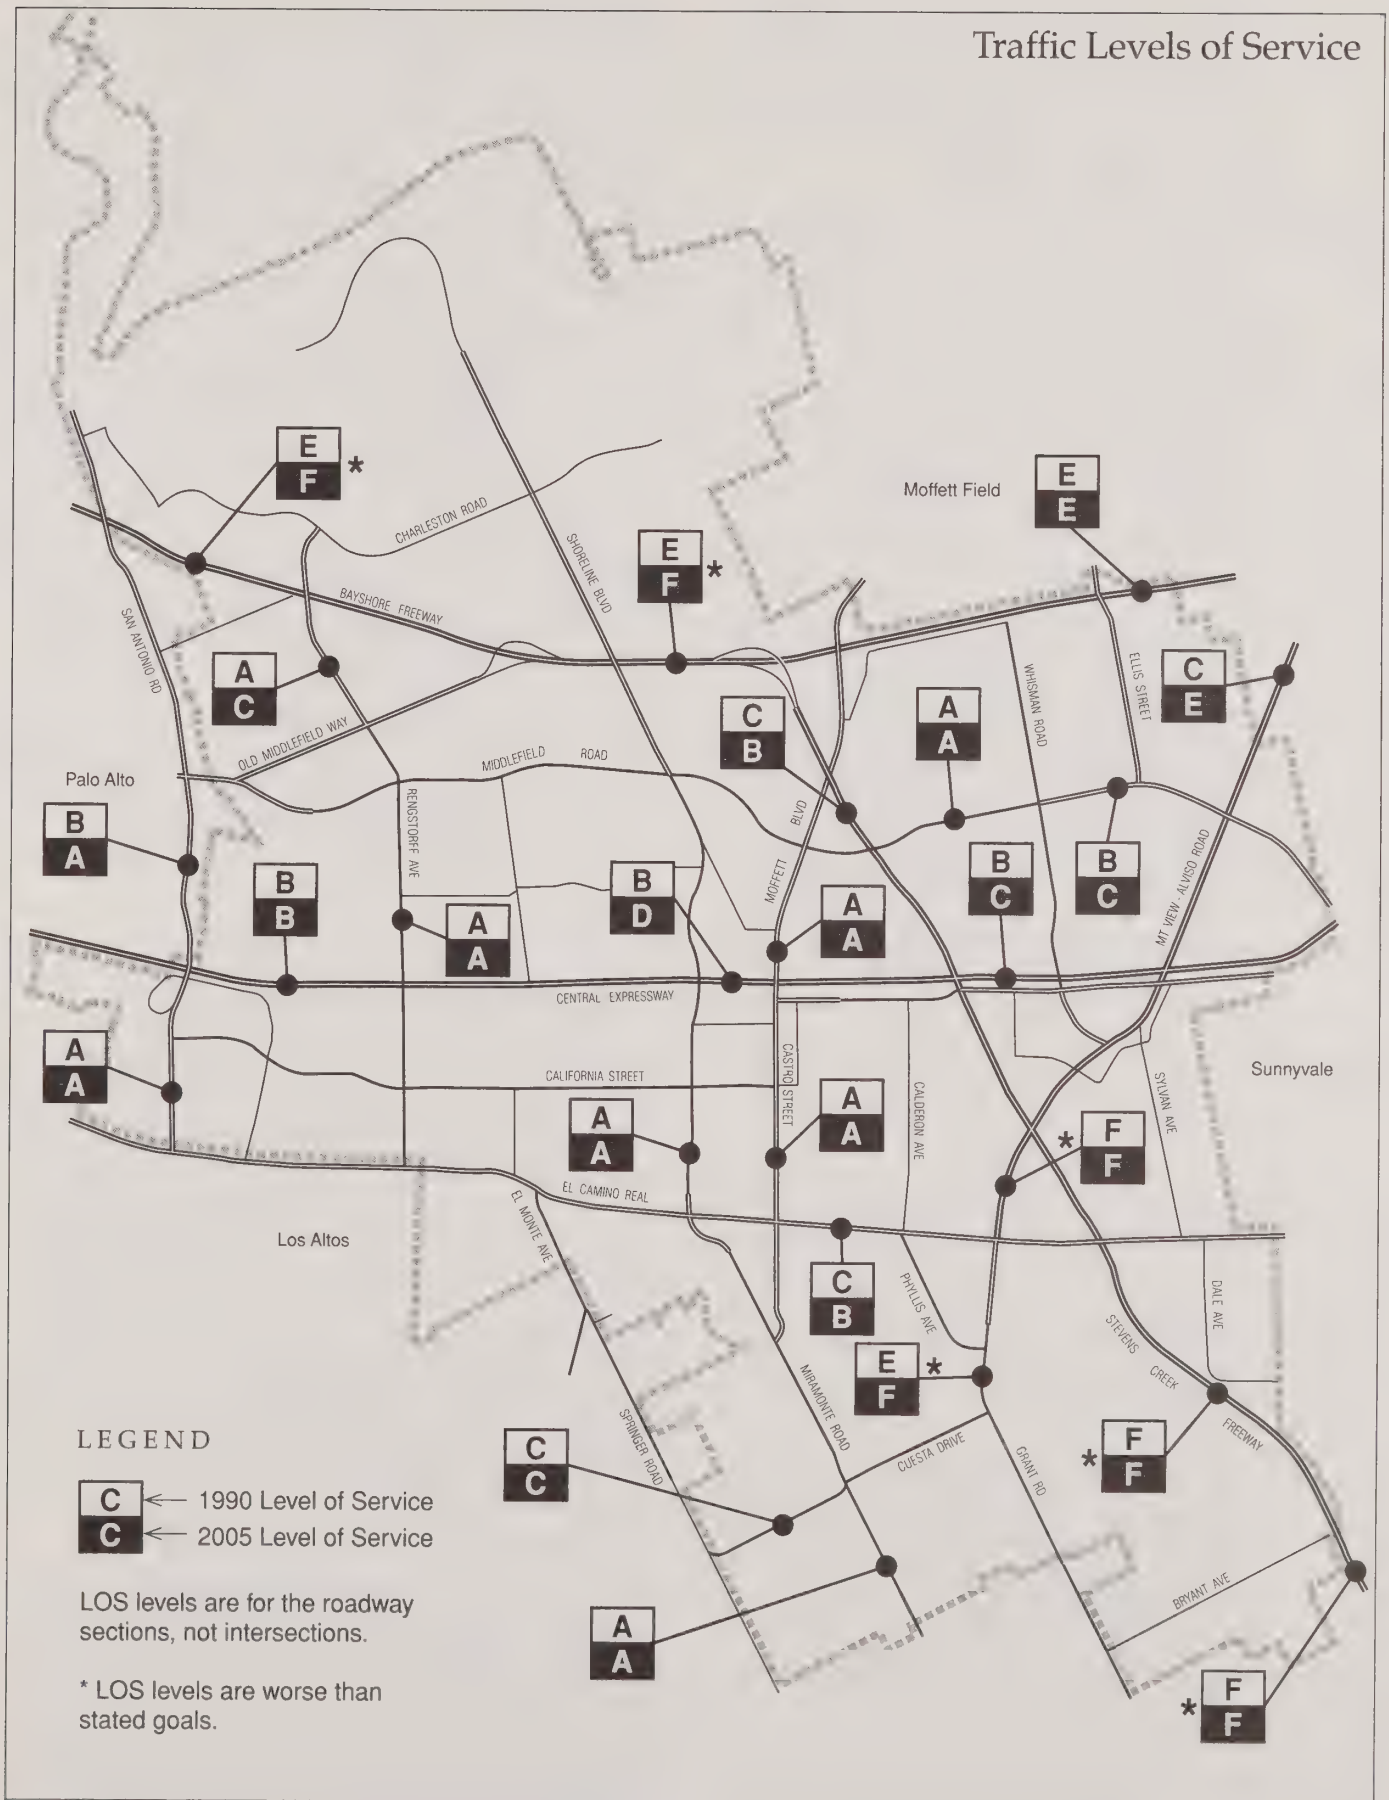 Traffic Levels of Service
E
F
*
Moffett Field
E
E
CHARLESTON ROAD
SHORELINE BLVD
E
F
*
BAYSHORE FREEWAY
SAN ANTONIO RD
A
C
WHISMAN ROAD
ELLIS STREET
C
E
OLD MIDDLEFIELD WAY
C
B
A
A
MIDDLEFIELD ROAD
Palo Alto
B
A
RENGSTORFF AVE
MOFFETT BLVD
MT VIEW - ALVISO ROAD
B
B
B
D
B
C
B
C
A
A
A
A
CENTRAL EXPRESSWAY
A
A
CALIFORNIA STREET
CASTRO STREET
CALDERON AVE
SYLVAN AVE
Sunnyvale
A
A
A
A
*
F
F
EL CAMINO REAL
EL MONTE AVE
Los Altos
C
B
PHYLLIS AVE
DALE AVE
STEVENS CREEK FREEWAY
E
F
*
MIRAMONTE ROAD
SPRINGER ROAD
CUESTA DRIVE
GRANT RD
C
C
*
F
F
BRYANT AVE
A
A
*
F
F
LEGEND
C
1990 Level of Service
C
2005 Level of Service
LOS levels are for the roadway
sections, not intersections.
* LOS levels are worse than
stated goals.